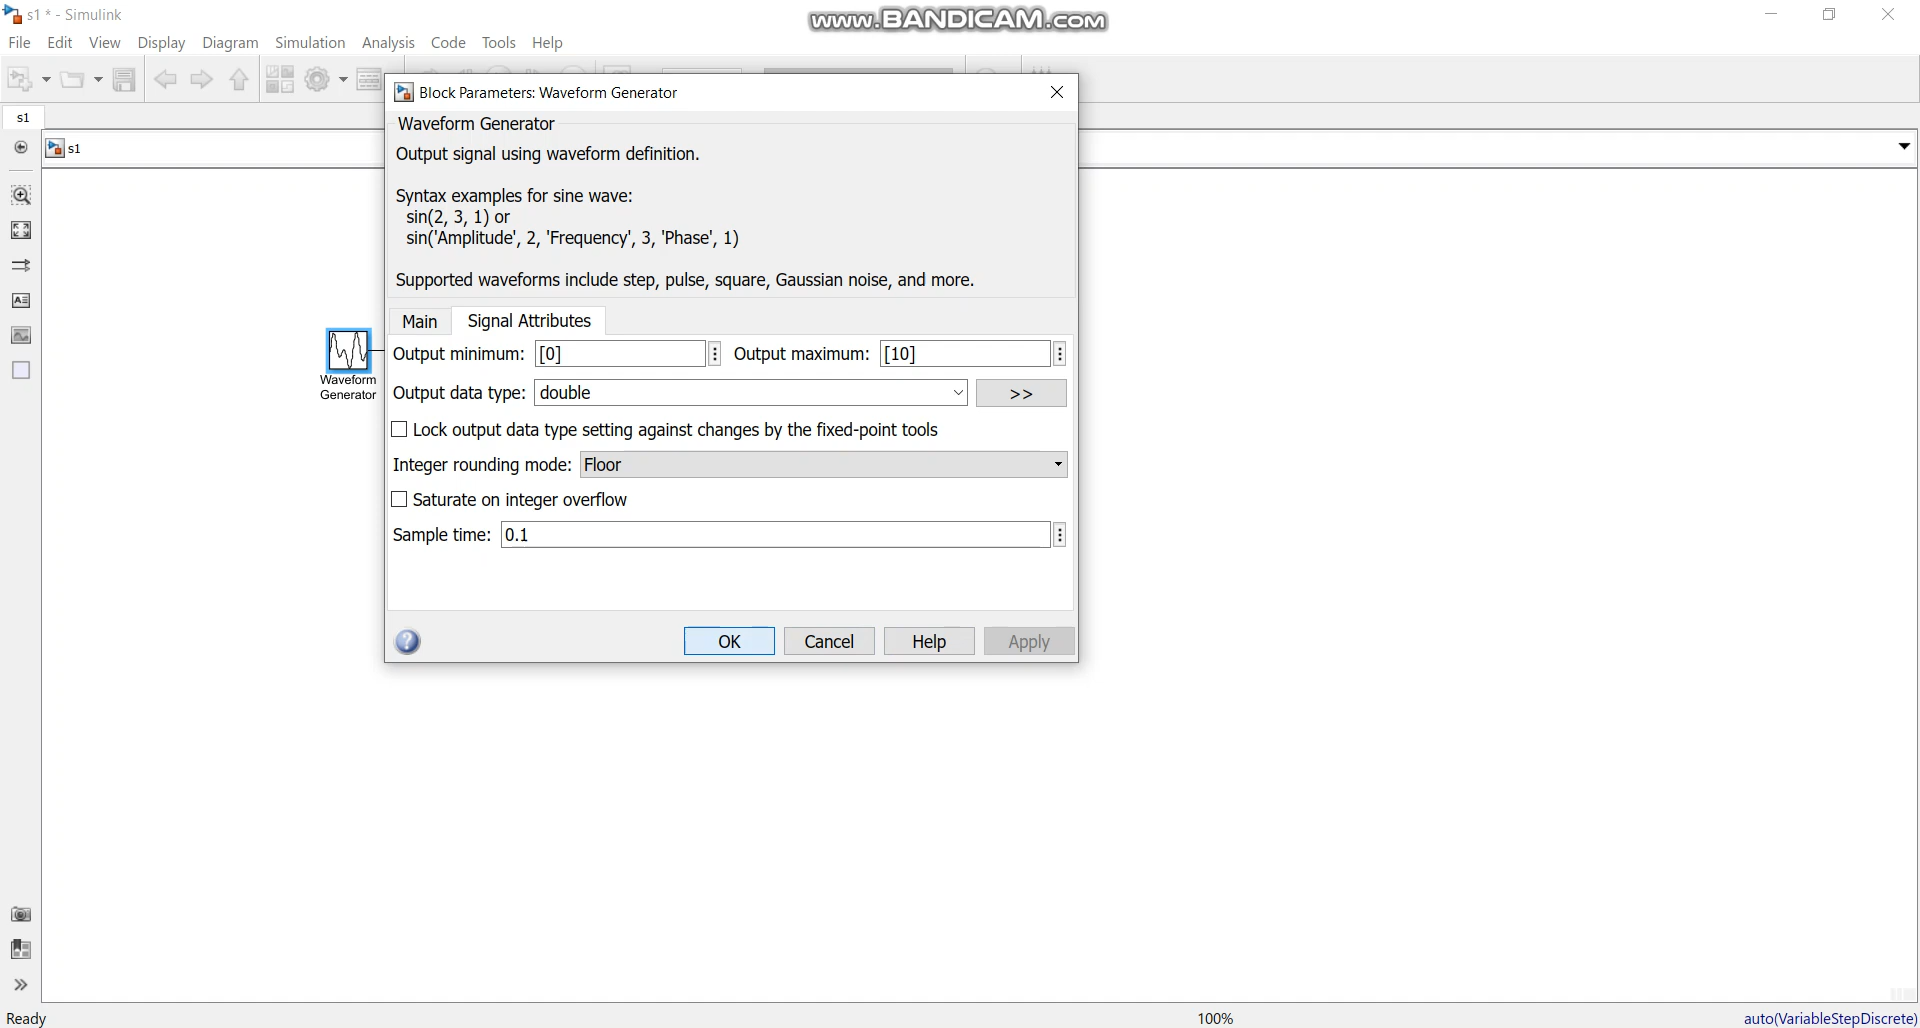 s1 * - Simulink
www.BANDICAM.com
File Edit View Display Diagram Simulation Analysis Code Tools Help
s1
s1
Block Parameters: Waveform Generator
Waveform Generator
Output signal using waveform definition.
Syntax examples for sine wave:
sin(2, 3, 1) or
sin('Amplitude', 2, 'Frequency', 3, 'Phase', 1)
Supported waveforms include step, pulse, square, Gaussian noise, and more.
Main Signal Attributes
Output minimum: [0] Output maximum: [10]
Output data type: double >>
Lock output data type setting against changes by the fixed-point tools
Integer rounding mode: Floor
Saturate on integer overflow
Sample time: 0.1
OK Cancel Help Apply
Waveform
Generator
Ready 100% auto(VariableStepDiscrete)